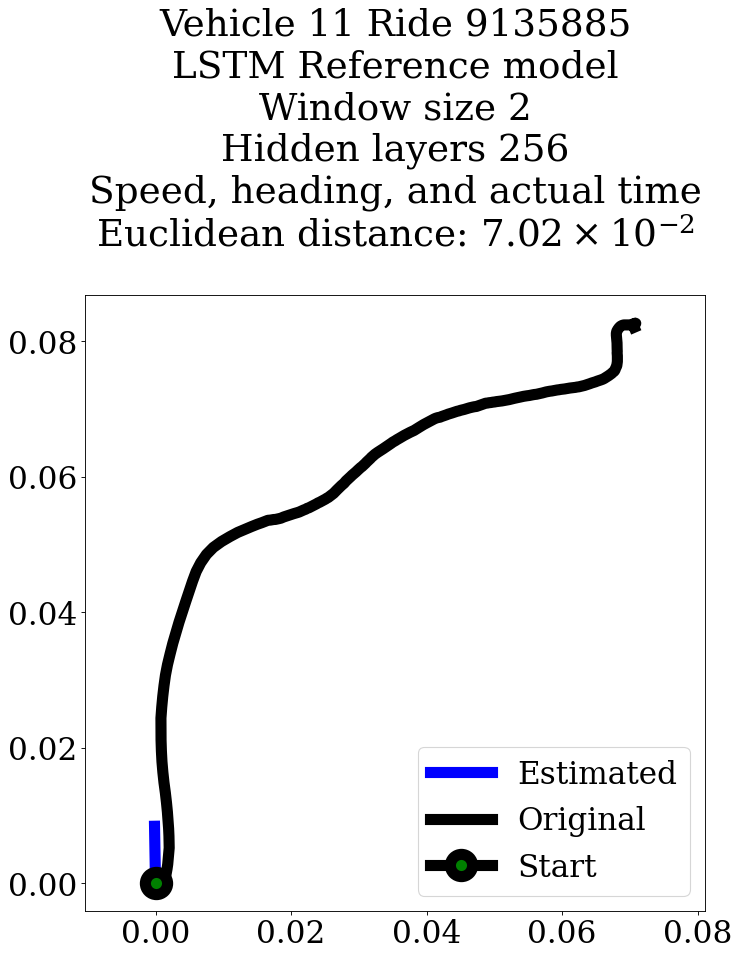 Vehicle 11 Ride 9135885
LSTM Reference model
Window size 2
Hidden layers 256
Speed, heading, and actual time
Euclidean distance: 7.02 × 10⁻²
0.08
0.06
0.04
0.02
0.00
Estimated
Original
Start
0.00 0.02 0.04 0.06 0.08